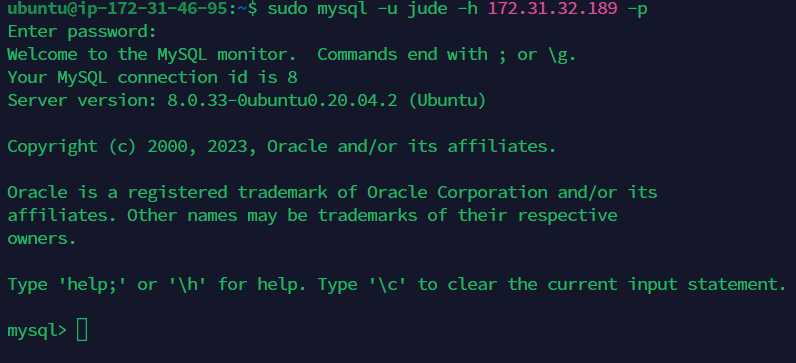 ubuntu@ip-172-31-46-95:~$ sudo mysql -u jude -h 172.31.32.189 -p
Enter password:
Welcome to the MySQL monitor.  Commands end with ; or \g.
Your MySQL connection id is 8
Server version: 8.0.33-0ubuntu0.20.04.2 (Ubuntu)
Copyright (c) 2000, 2023, Oracle and/or its affiliates.
Oracle is a registered trademark of Oracle Corporation and/or its
affiliates. Other names may be trademarks of their respective
owners.
Type 'help;' or '\h' for help. Type '\c' to clear the current input statement.
mysql>